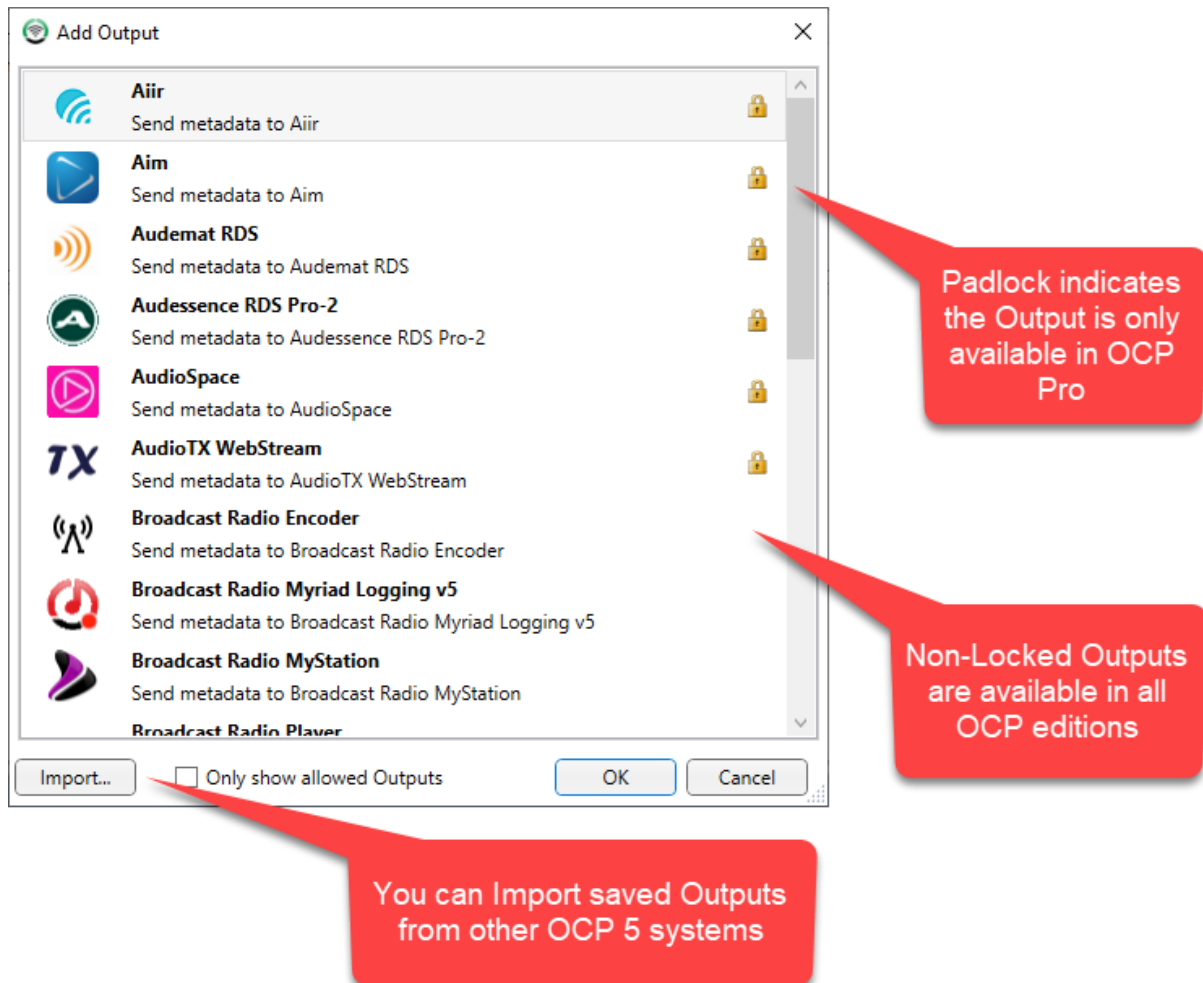 Add Output
Aiir
Send metadata to Aiir
Aim
Send metadata to Aim
Audemat RDS
Send metadata to Audemat RDS
Audessence RDS Pro-2
Send metadata to Audessence RDS Pro-2
AudioSpace
Send metadata to AudioSpace
TX
AudioTX WebStream
Send metadata to AudioTX WebStream
Broadcast Radio Encoder
Send metadata to Broadcast Radio Encoder
Broadcast Radio Myriad Logging v5
Send metadata to Broadcast Radio Myriad Logging v5
Broadcast Radio MyStation
Send metadata to Broadcast Radio MyStation
Broadcast Radio Player
Import...
Only show allowed Outputs
OK
Cancel
Padlock indicates
the Output is only
available in OCP
Pro
Non-Locked Outputs
are available in all
OCP editions
You can Import saved Outputs
from other OCP 5 systems